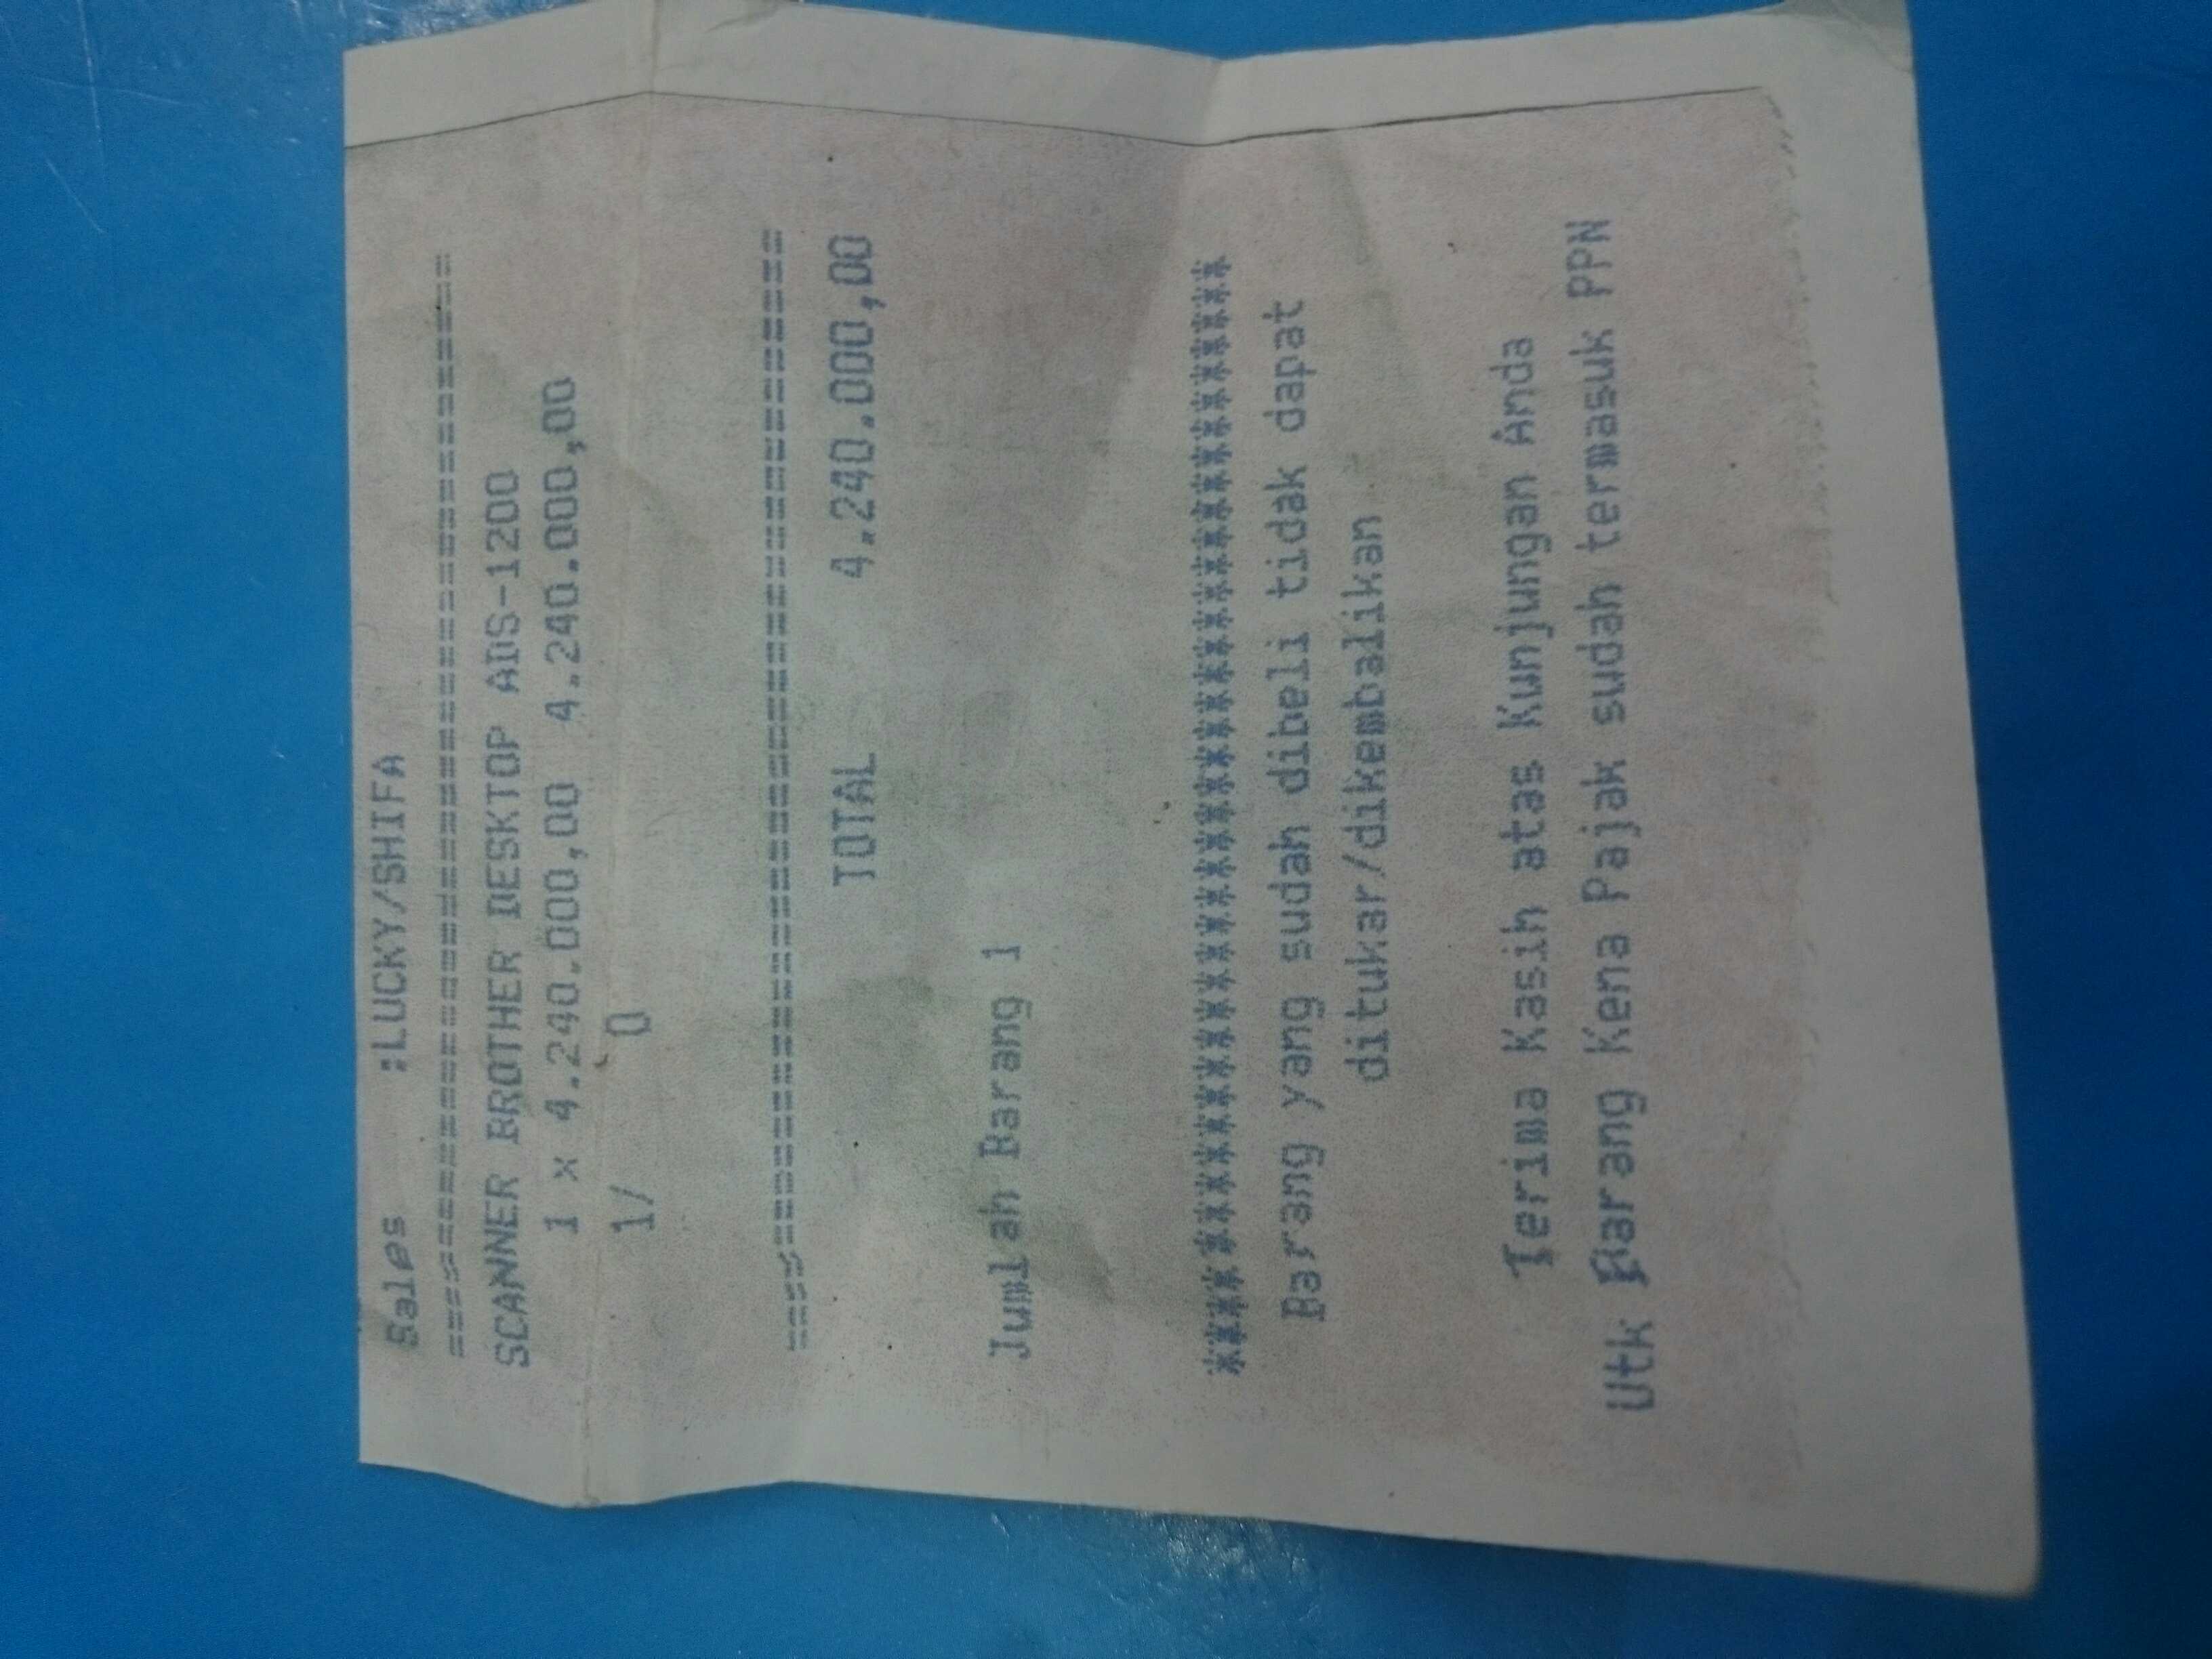 Sales :LUCKY/SHIFA
========================================
SCANNER BROTHER DESKTOP ADS-1200
1 x 4.240.000,00 4.240.000,00
1/ 0
========================================
TOTAL 4.240.000,00
Jumlah Barang 1
****************************************
Barang yang sudah dibeli tidak dapat
ditukar/dikembalikan
Terima Kasih atas Kunjungan Anda
Utk Barang Kena Pajak sudah termasuk PPN